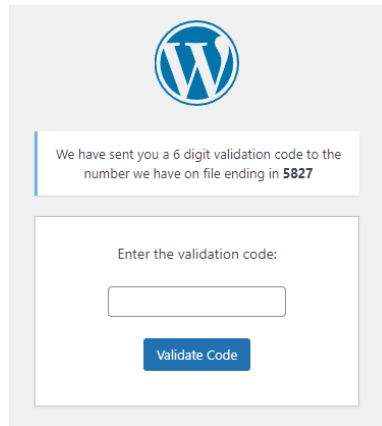 We have sent you a 6 digit validation code to the
number we have on file ending in 5827
Enter the validation code:
Validate Code